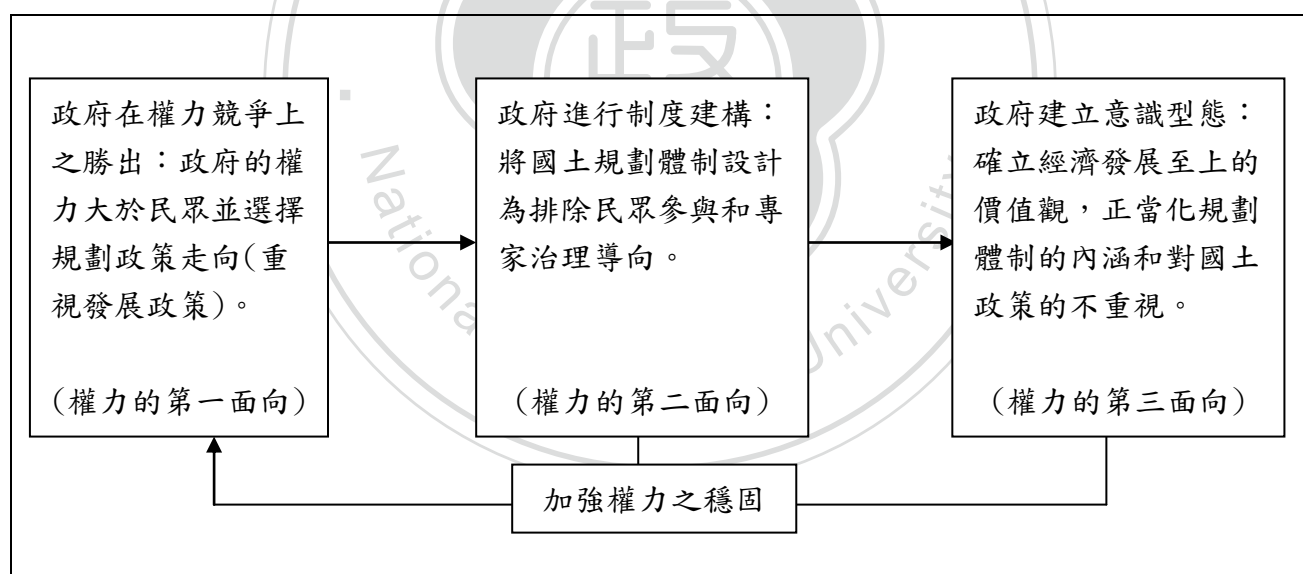 政府在權力競爭上
之勝出：政府的權
力大於民眾並選擇
規劃政策走向(重
視發展政策)。
(權力的第一面向)
政府進行制度建構：
將國土規劃體制設計
為排除民眾參與和專
家治理導向。
(權力的第二面向)
政府建立意識型態：
確立經濟發展至上的
價值觀，正當化規劃
體制的內涵和對國土
政策的不重視。
(權力的第三面向)
加強權力之穩固
政
Nationa
University